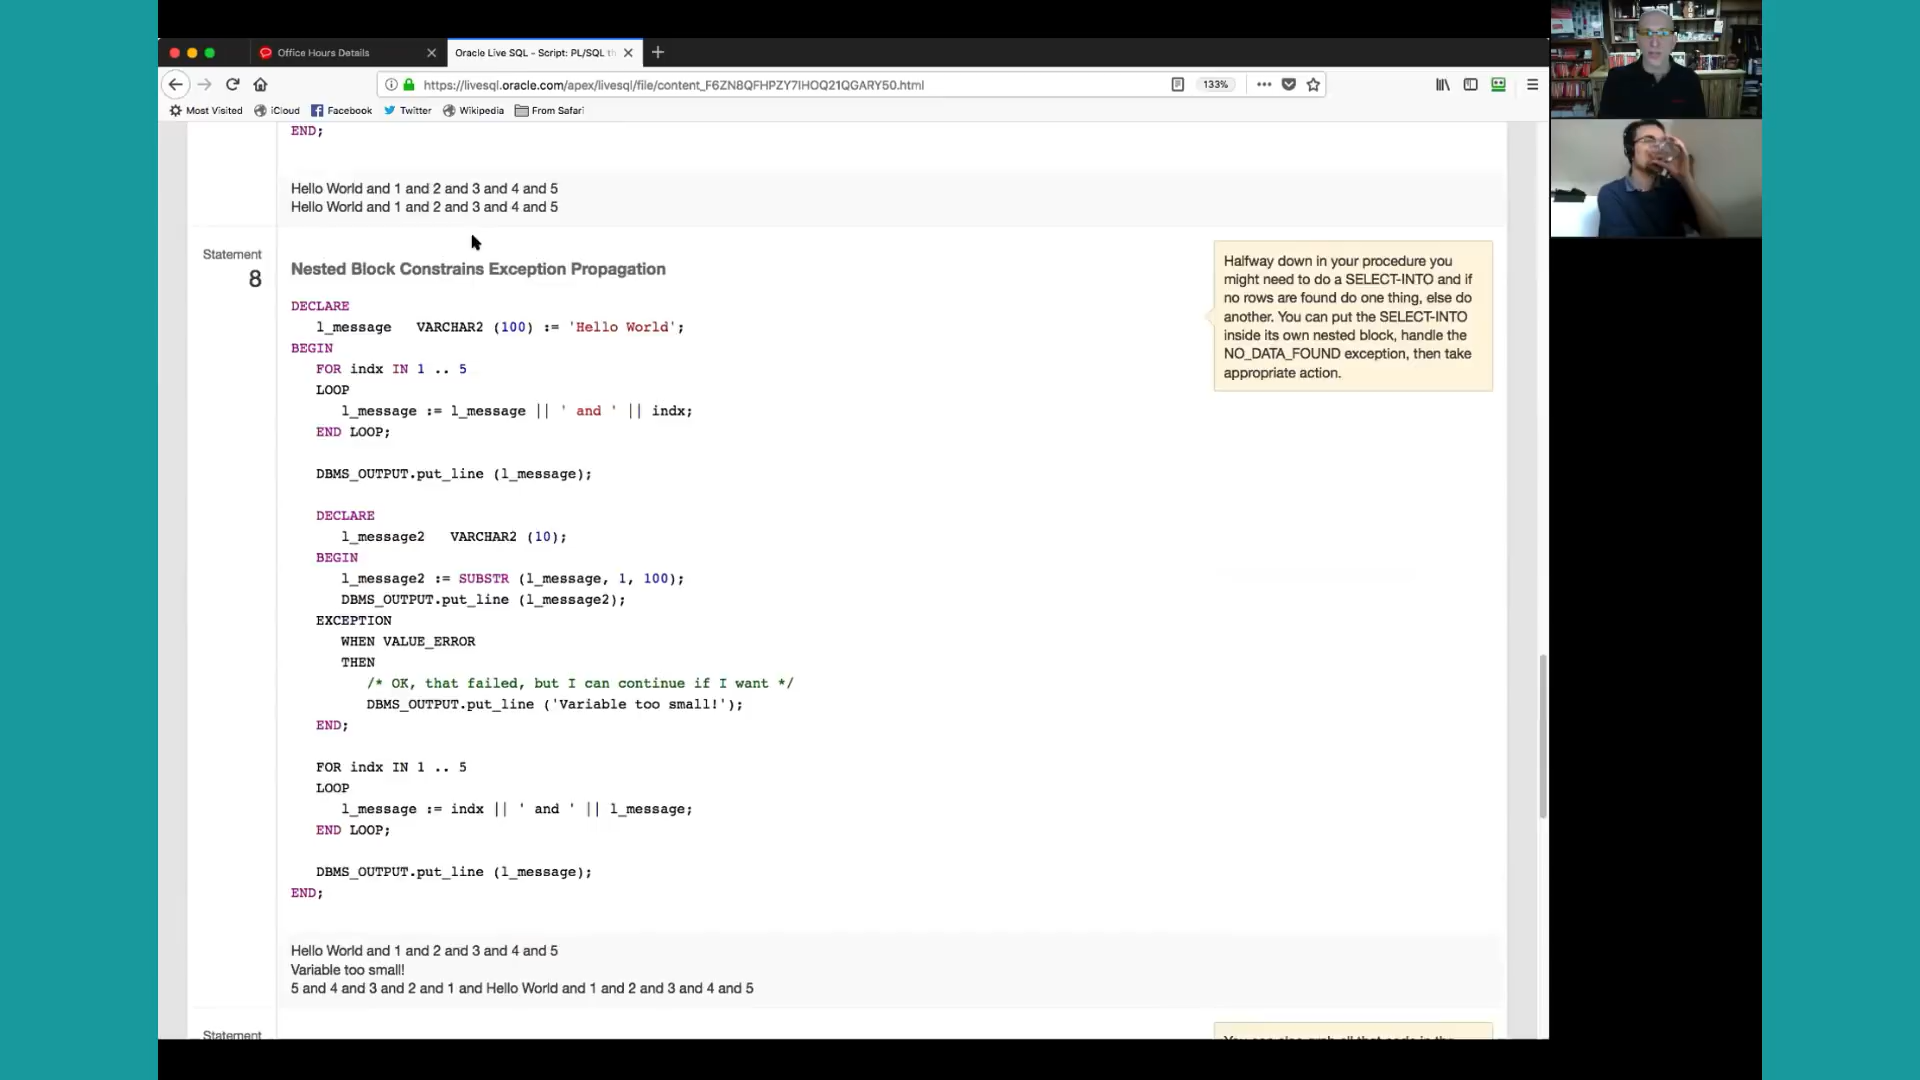 Office Hours Details
Oracle Live SQL - Script: PL/SQL th
https://livesql.oracle.com/apex/livesql/file/content_F6ZN8QFHPZY7IHOQ21QGARY50.html
133%
Most Visited iCloud Facebook Twitter Wikipedia From Safari
END;
Hello World and 1 and 2 and 3 and 4 and 5
Hello World and 1 and 2 and 3 and 4 and 5
Statement
8
Nested Block Constrains Exception Propagation
DECLARE
l_message VARCHAR2 (100) := 'Hello World';
BEGIN
FOR indx IN 1 .. 5
LOOP
l_message := l_message || ' and ' || indx;
END LOOP;
DBMS_OUTPUT.put_line (l_message);
DECLARE
l_message2 VARCHAR2 (10);
BEGIN
l_message2 := SUBSTR (l_message, 1, 100);
DBMS_OUTPUT.put_line (l_message2);
EXCEPTION
WHEN VALUE_ERROR
THEN
/* OK, that failed, but I can continue if I want */
DBMS_OUTPUT.put_line ('Variable too small!');
END;
FOR indx IN 1 .. 5
LOOP
l_message := indx || ' and ' || l_message;
END LOOP;
DBMS_OUTPUT.put_line (l_message);
END;
Hello World and 1 and 2 and 3 and 4 and 5
Variable too small!
5 and 4 and 3 and 2 and 1 and Hello World and 1 and 2 and 3 and 4 and 5
Halfway down in your procedure you
might need to do a SELECT-INTO and if
no rows are found do one thing, else do
another. You can put the SELECT-INTO
inside its own nested block, handle the
NO_DATA_FOUND exception, then take
appropriate action.
Statement